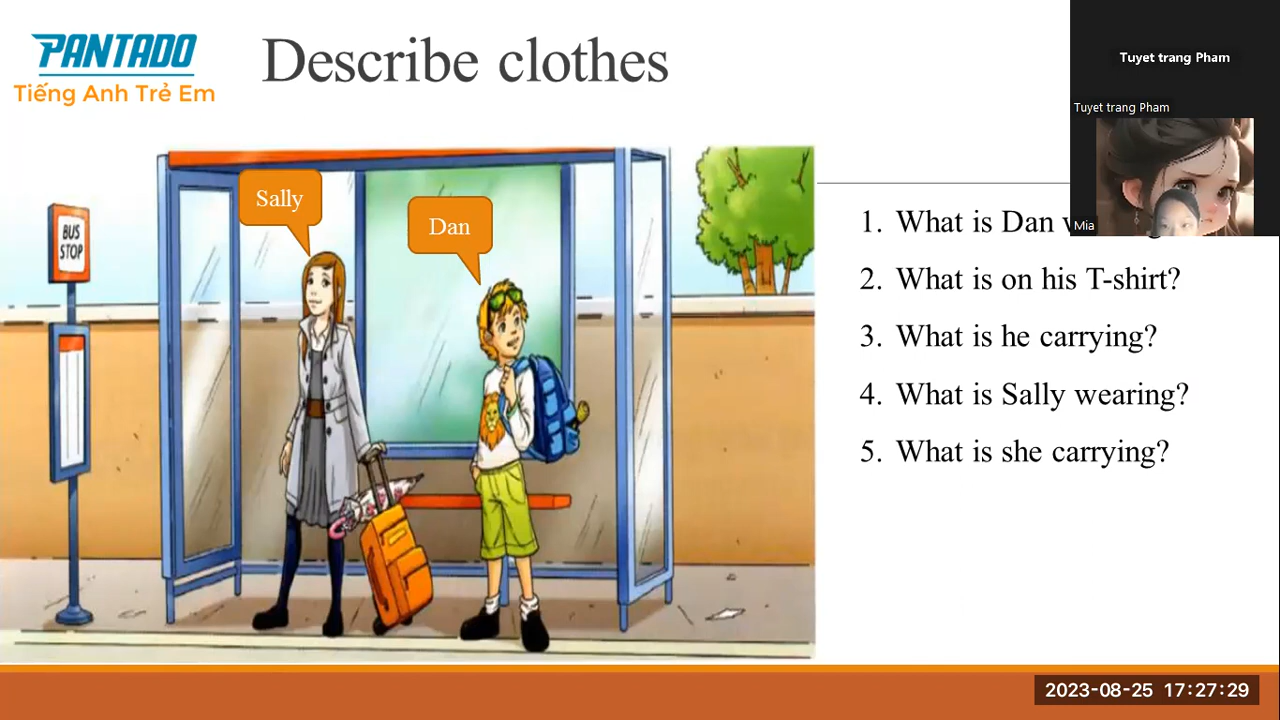 PANTADO
Tiếng Anh Trẻ Em
Describe clothes
Tuyet trang Pham
Tuyet trang Pham
Mia
BUS
STOP
Sally
Dan
1. What is Dan
2. What is on his T-shirt?
3. What is he carrying?
4. What is Sally wearing?
5. What is she carrying?
2023-08-25 17:27:29